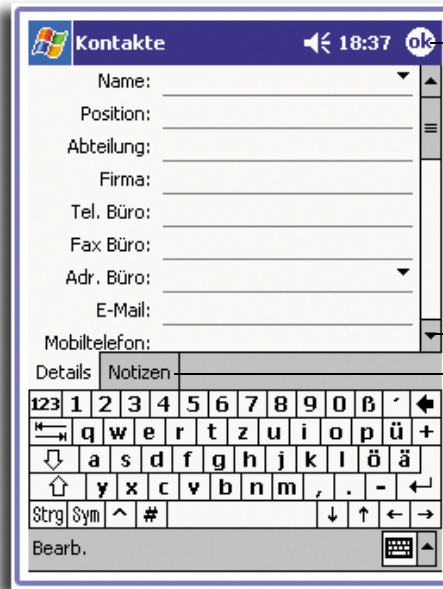 Kontakte 18:37 ok
Name:
Position:
Abteilung:
Firma:
Tel. Büro:
Fax Büro:
Adr. Büro:
E-Mail:
Mobiltelefon:
Details Notizen
123 1 2 3 4 5 6 7 8 9 0 ß ´
q w e r t z u i o p ü +
a s d f g h j k l ö ä
y x c v b n m , . -
Strg Sym ^ # ↓ ↑ ← →
Bearb.